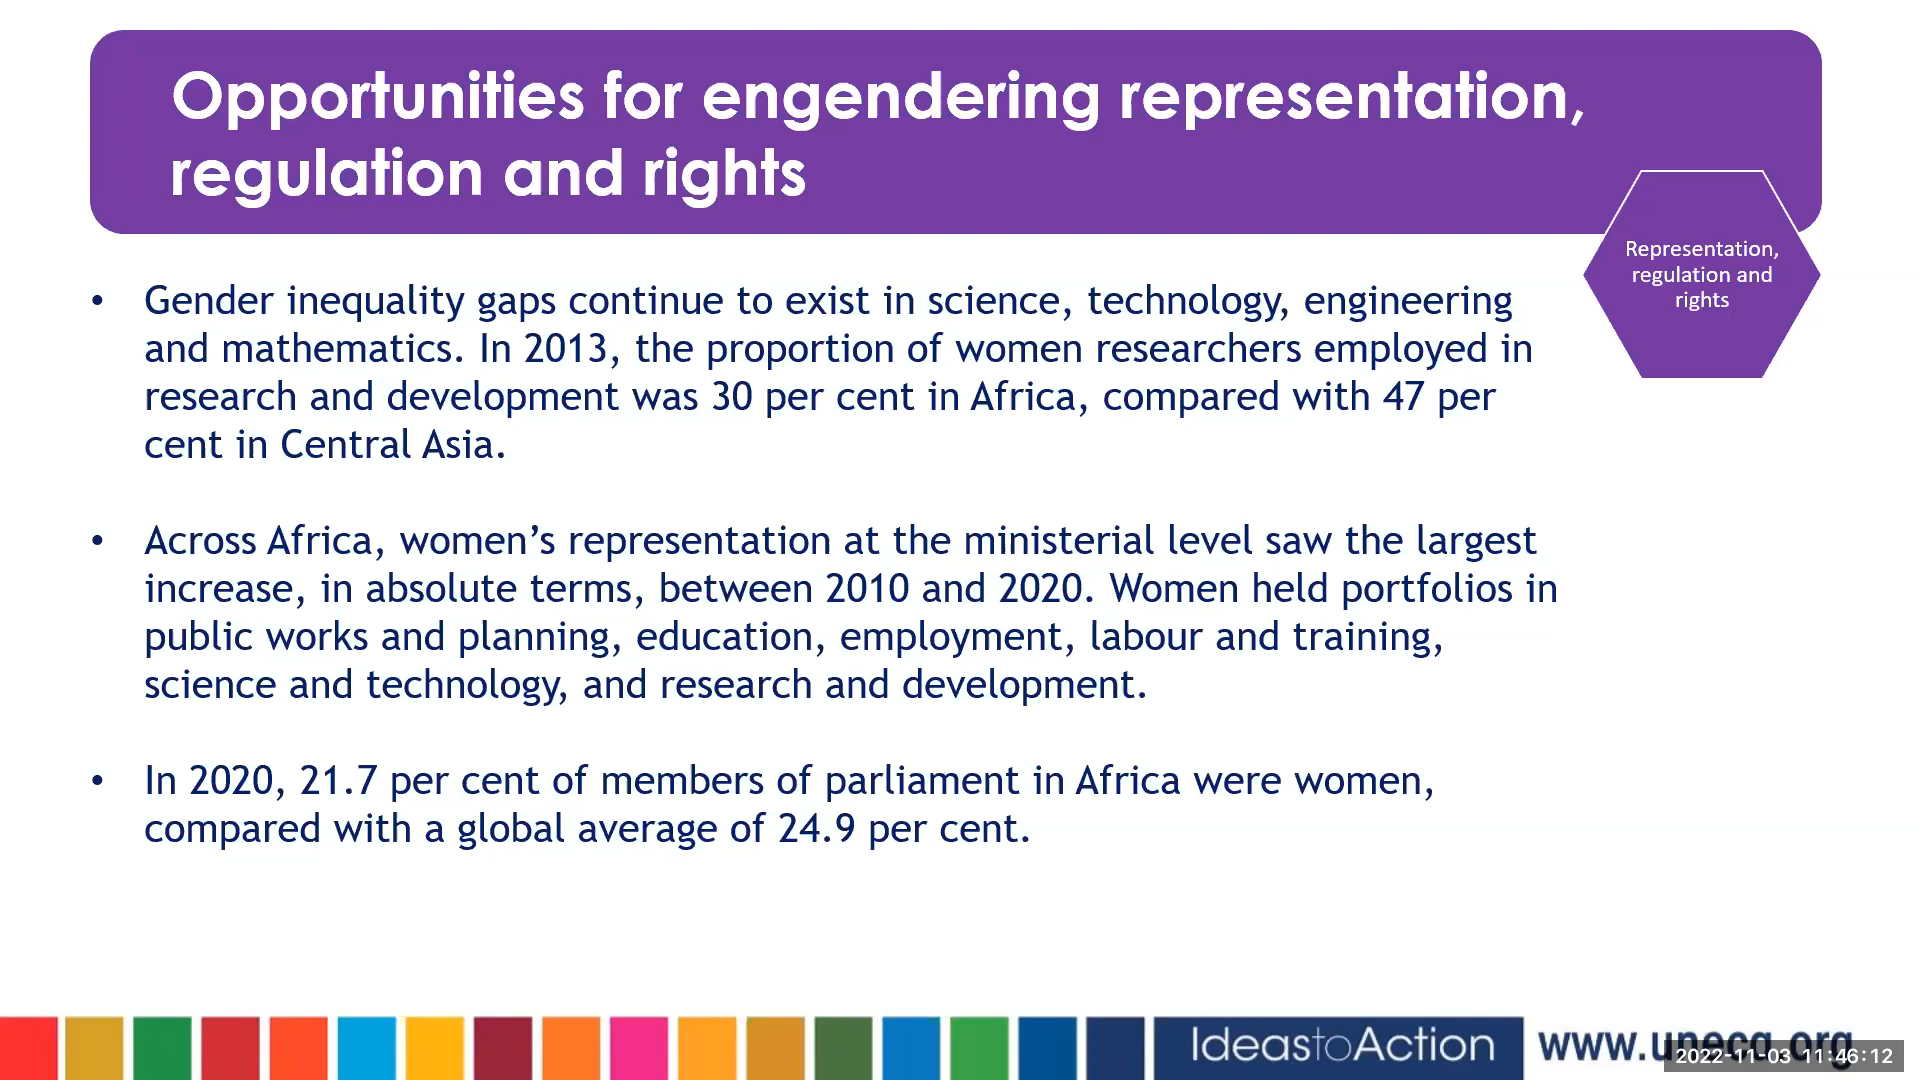 Opportunities for engendering representation,
regulation and rights
Representation,
regulation and
rights
• Gender inequality gaps continue to exist in science, technology, engineering
and mathematics. In 2013, the proportion of women researchers employed in
research and development was 30 per cent in Africa, compared with 47 per
cent in Central Asia.
• Across Africa, women’s representation at the ministerial level saw the largest
increase, in absolute terms, between 2010 and 2020. Women held portfolios in
public works and planning, education, employment, labour and training,
science and technology, and research and development.
• In 2020, 21.7 per cent of members of parliament in Africa were women,
compared with a global average of 24.9 per cent.
IdeastoAction
www.uneca.org
2022-11-03 11:46:12